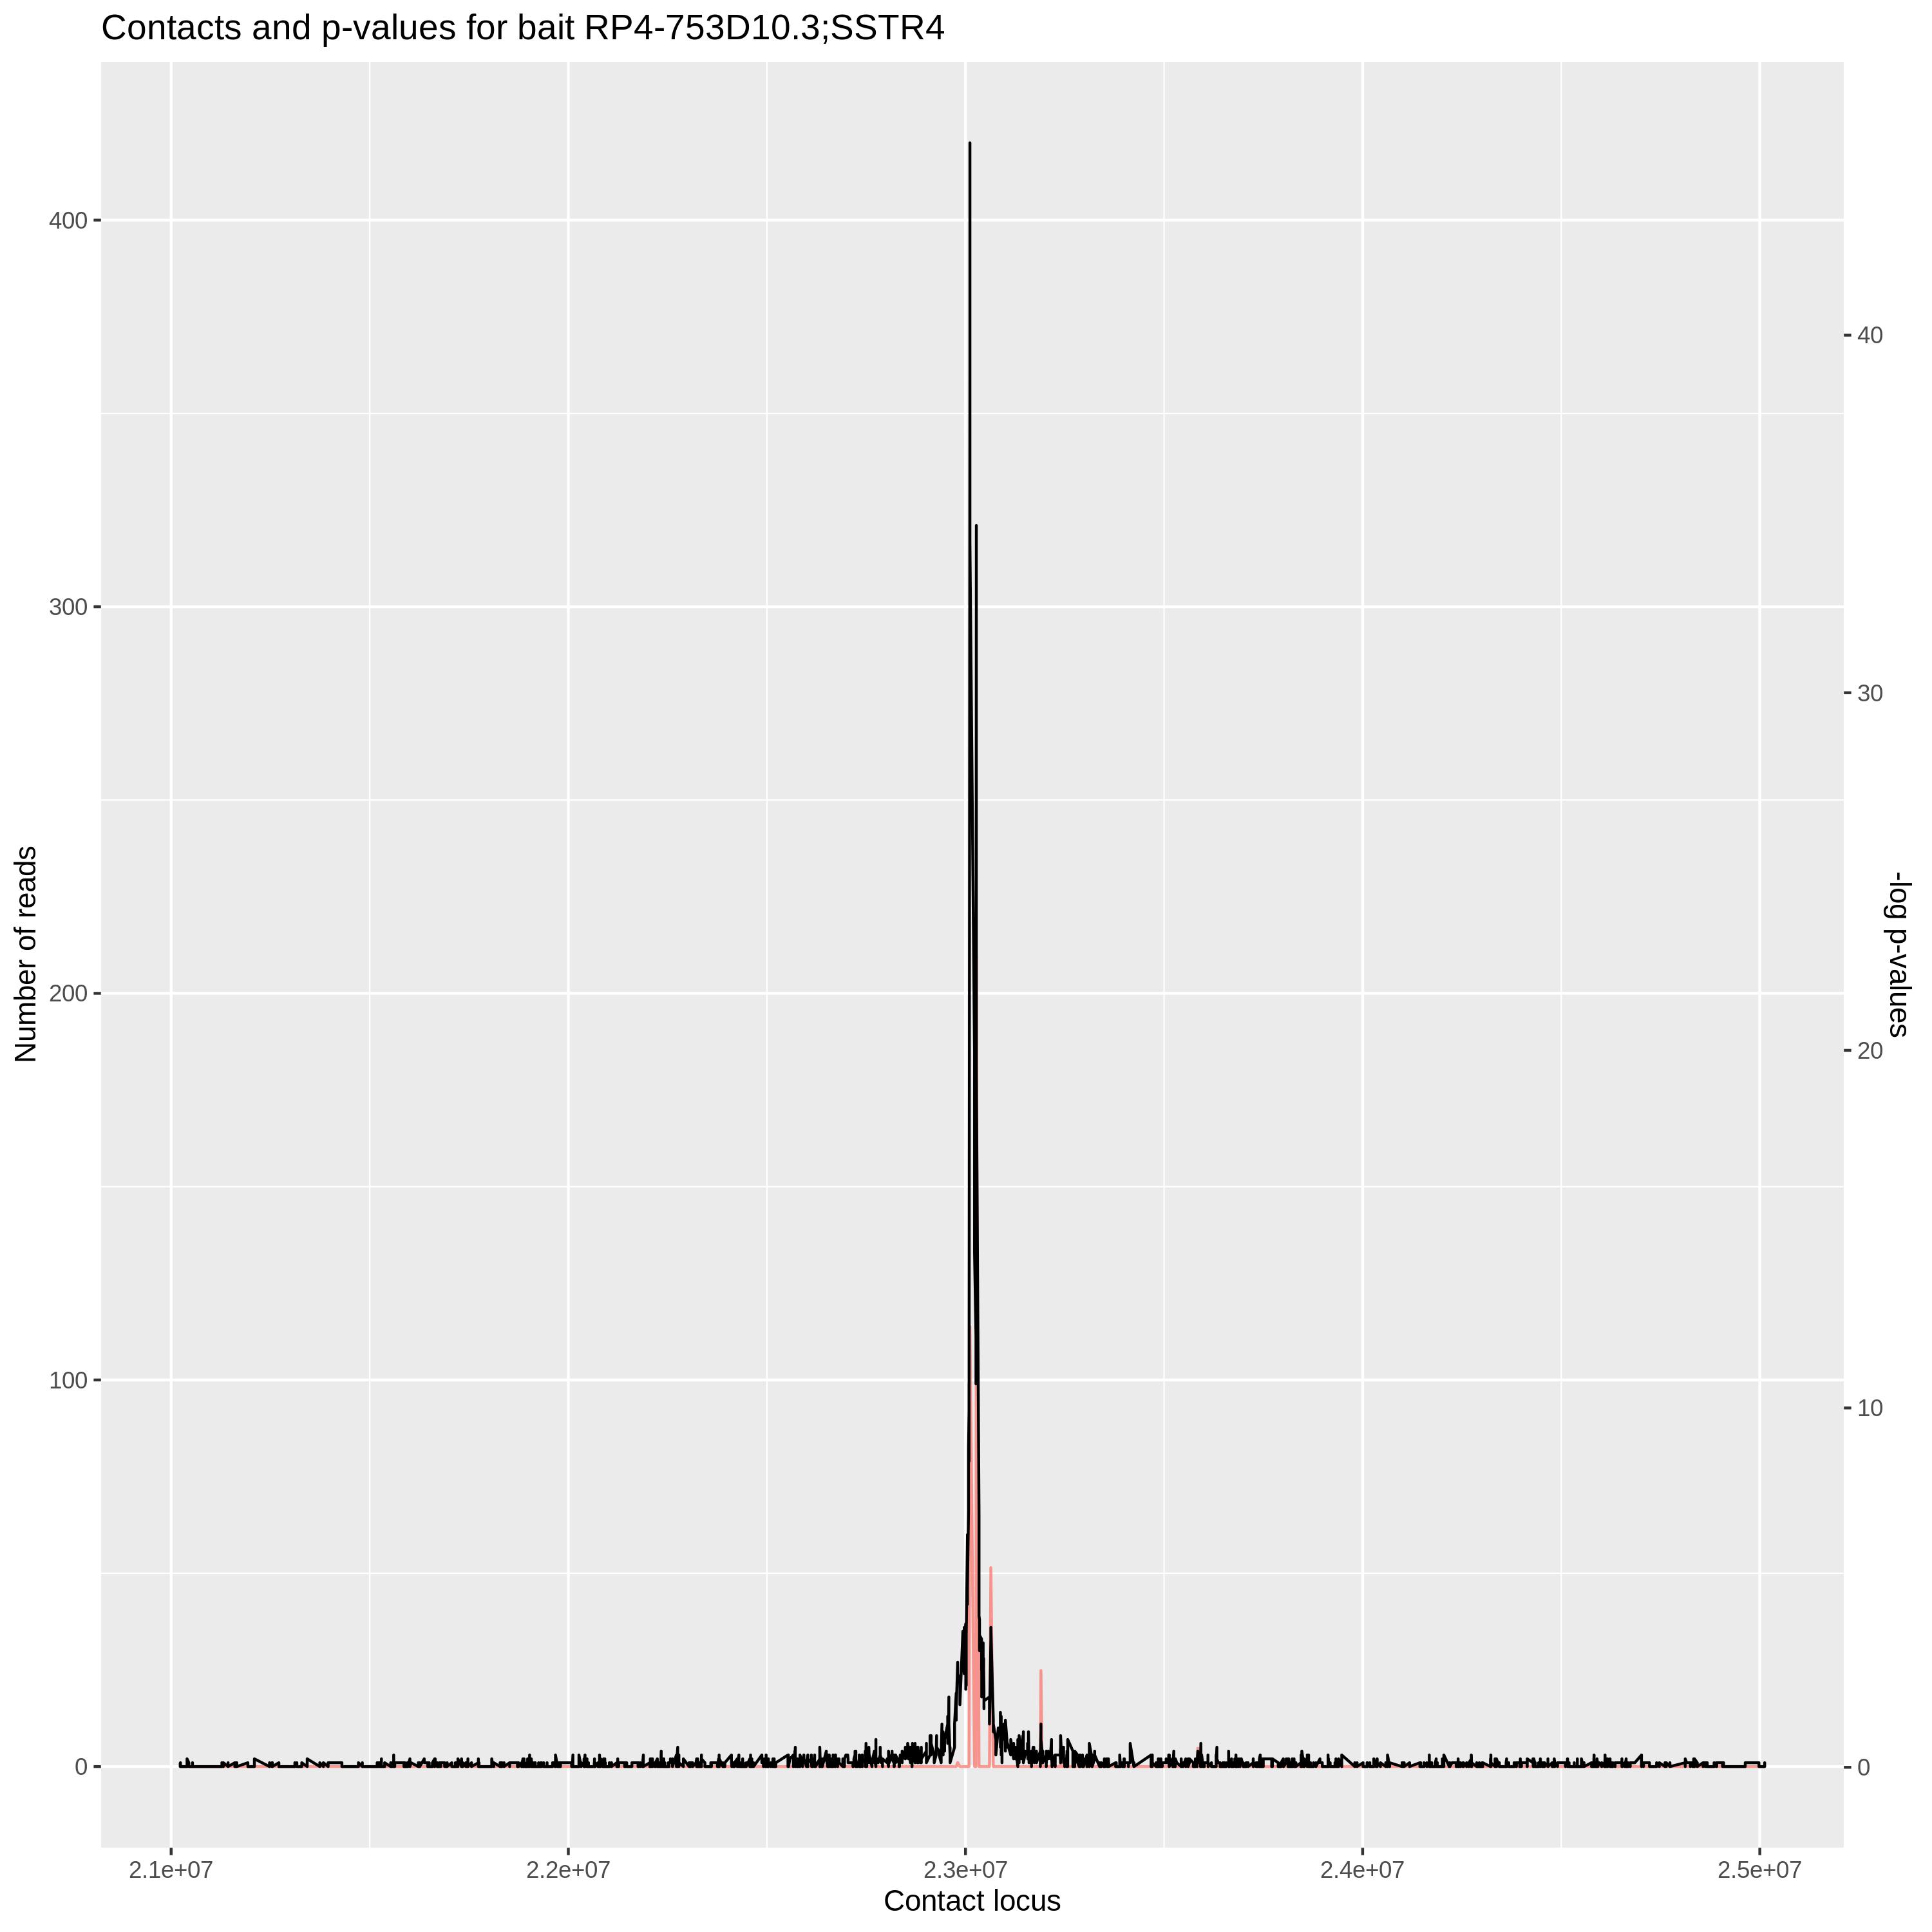 Contacts and p-values for bait RP4-753D10.3;SSTR4
400
300
200
100
0
Number of reads
40
30
20
10
0
-log p-values
2.1e+07
2.2e+07
2.3e+07
2.4e+07
2.5e+07
Contact locus